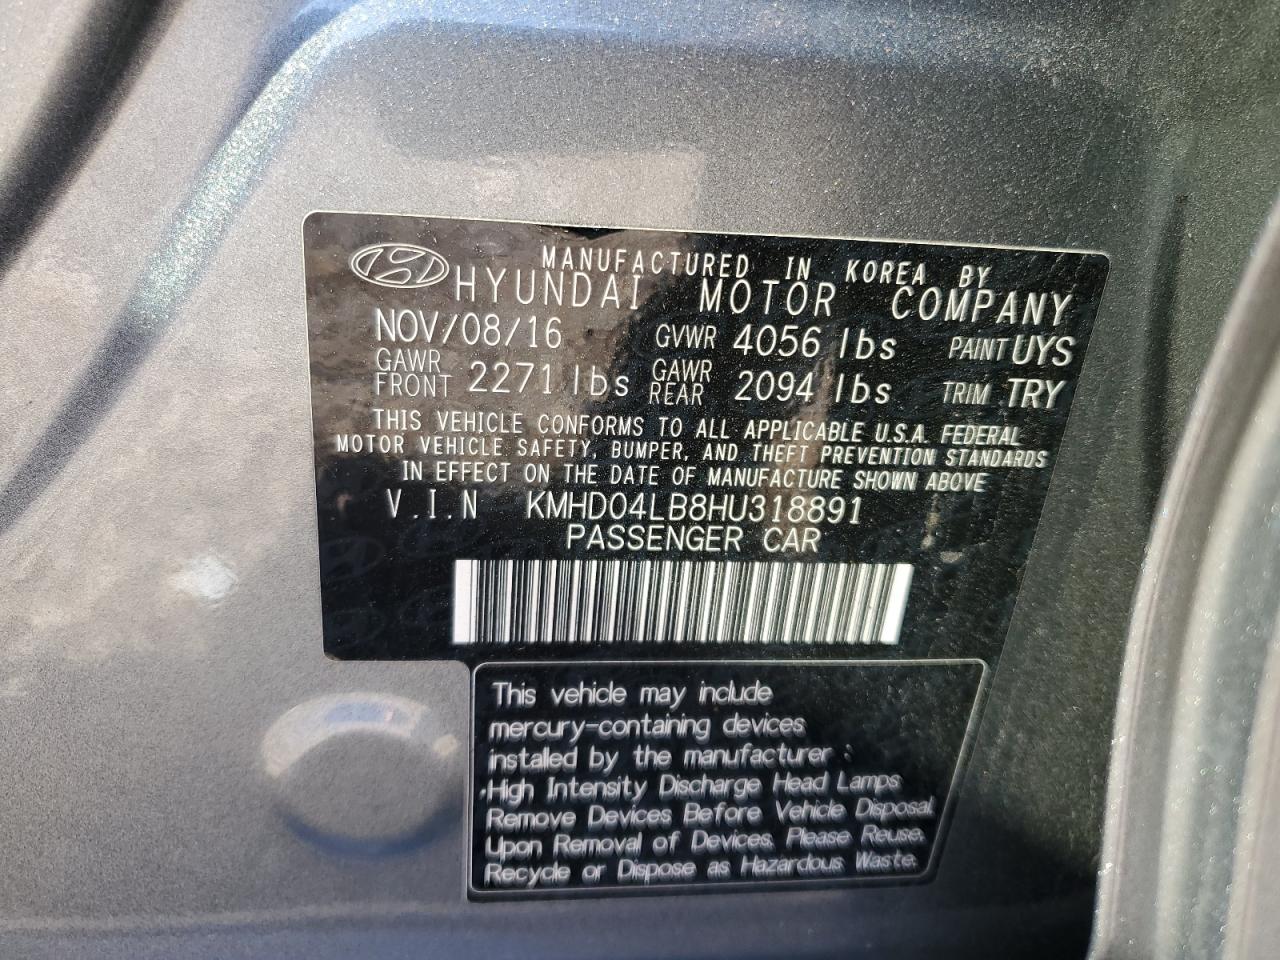 MANUFACTURED IN KOREA BY
HYUNDAI MOTOR COMPANY
NOV/08/16 GVWR 4056 lbs PAINT UYS
GAWR FRONT 2271 lbs GAWR REAR 2094 lbs TRIM TRY
THIS VEHICLE CONFORMS TO ALL APPLICABLE U.S.A. FEDERAL
MOTOR VEHICLE SAFETY, BUMPER, AND THEFT PREVENTION STANDARDS
IN EFFECT ON THE DATE OF MANUFACTURE SHOWN ABOVE
V.I.N KMHD04LB8HU318891
PASSENGER CAR
This vehicle may include
mercury-containing devices
installed by the manufacturer :
•High Intensity Discharge Head Lamps
Remove Devices Before Vehicle Disposal.
Upon Removal of Devices. Please Reuse.
Recycle or Dispose as Hazardous Waste.